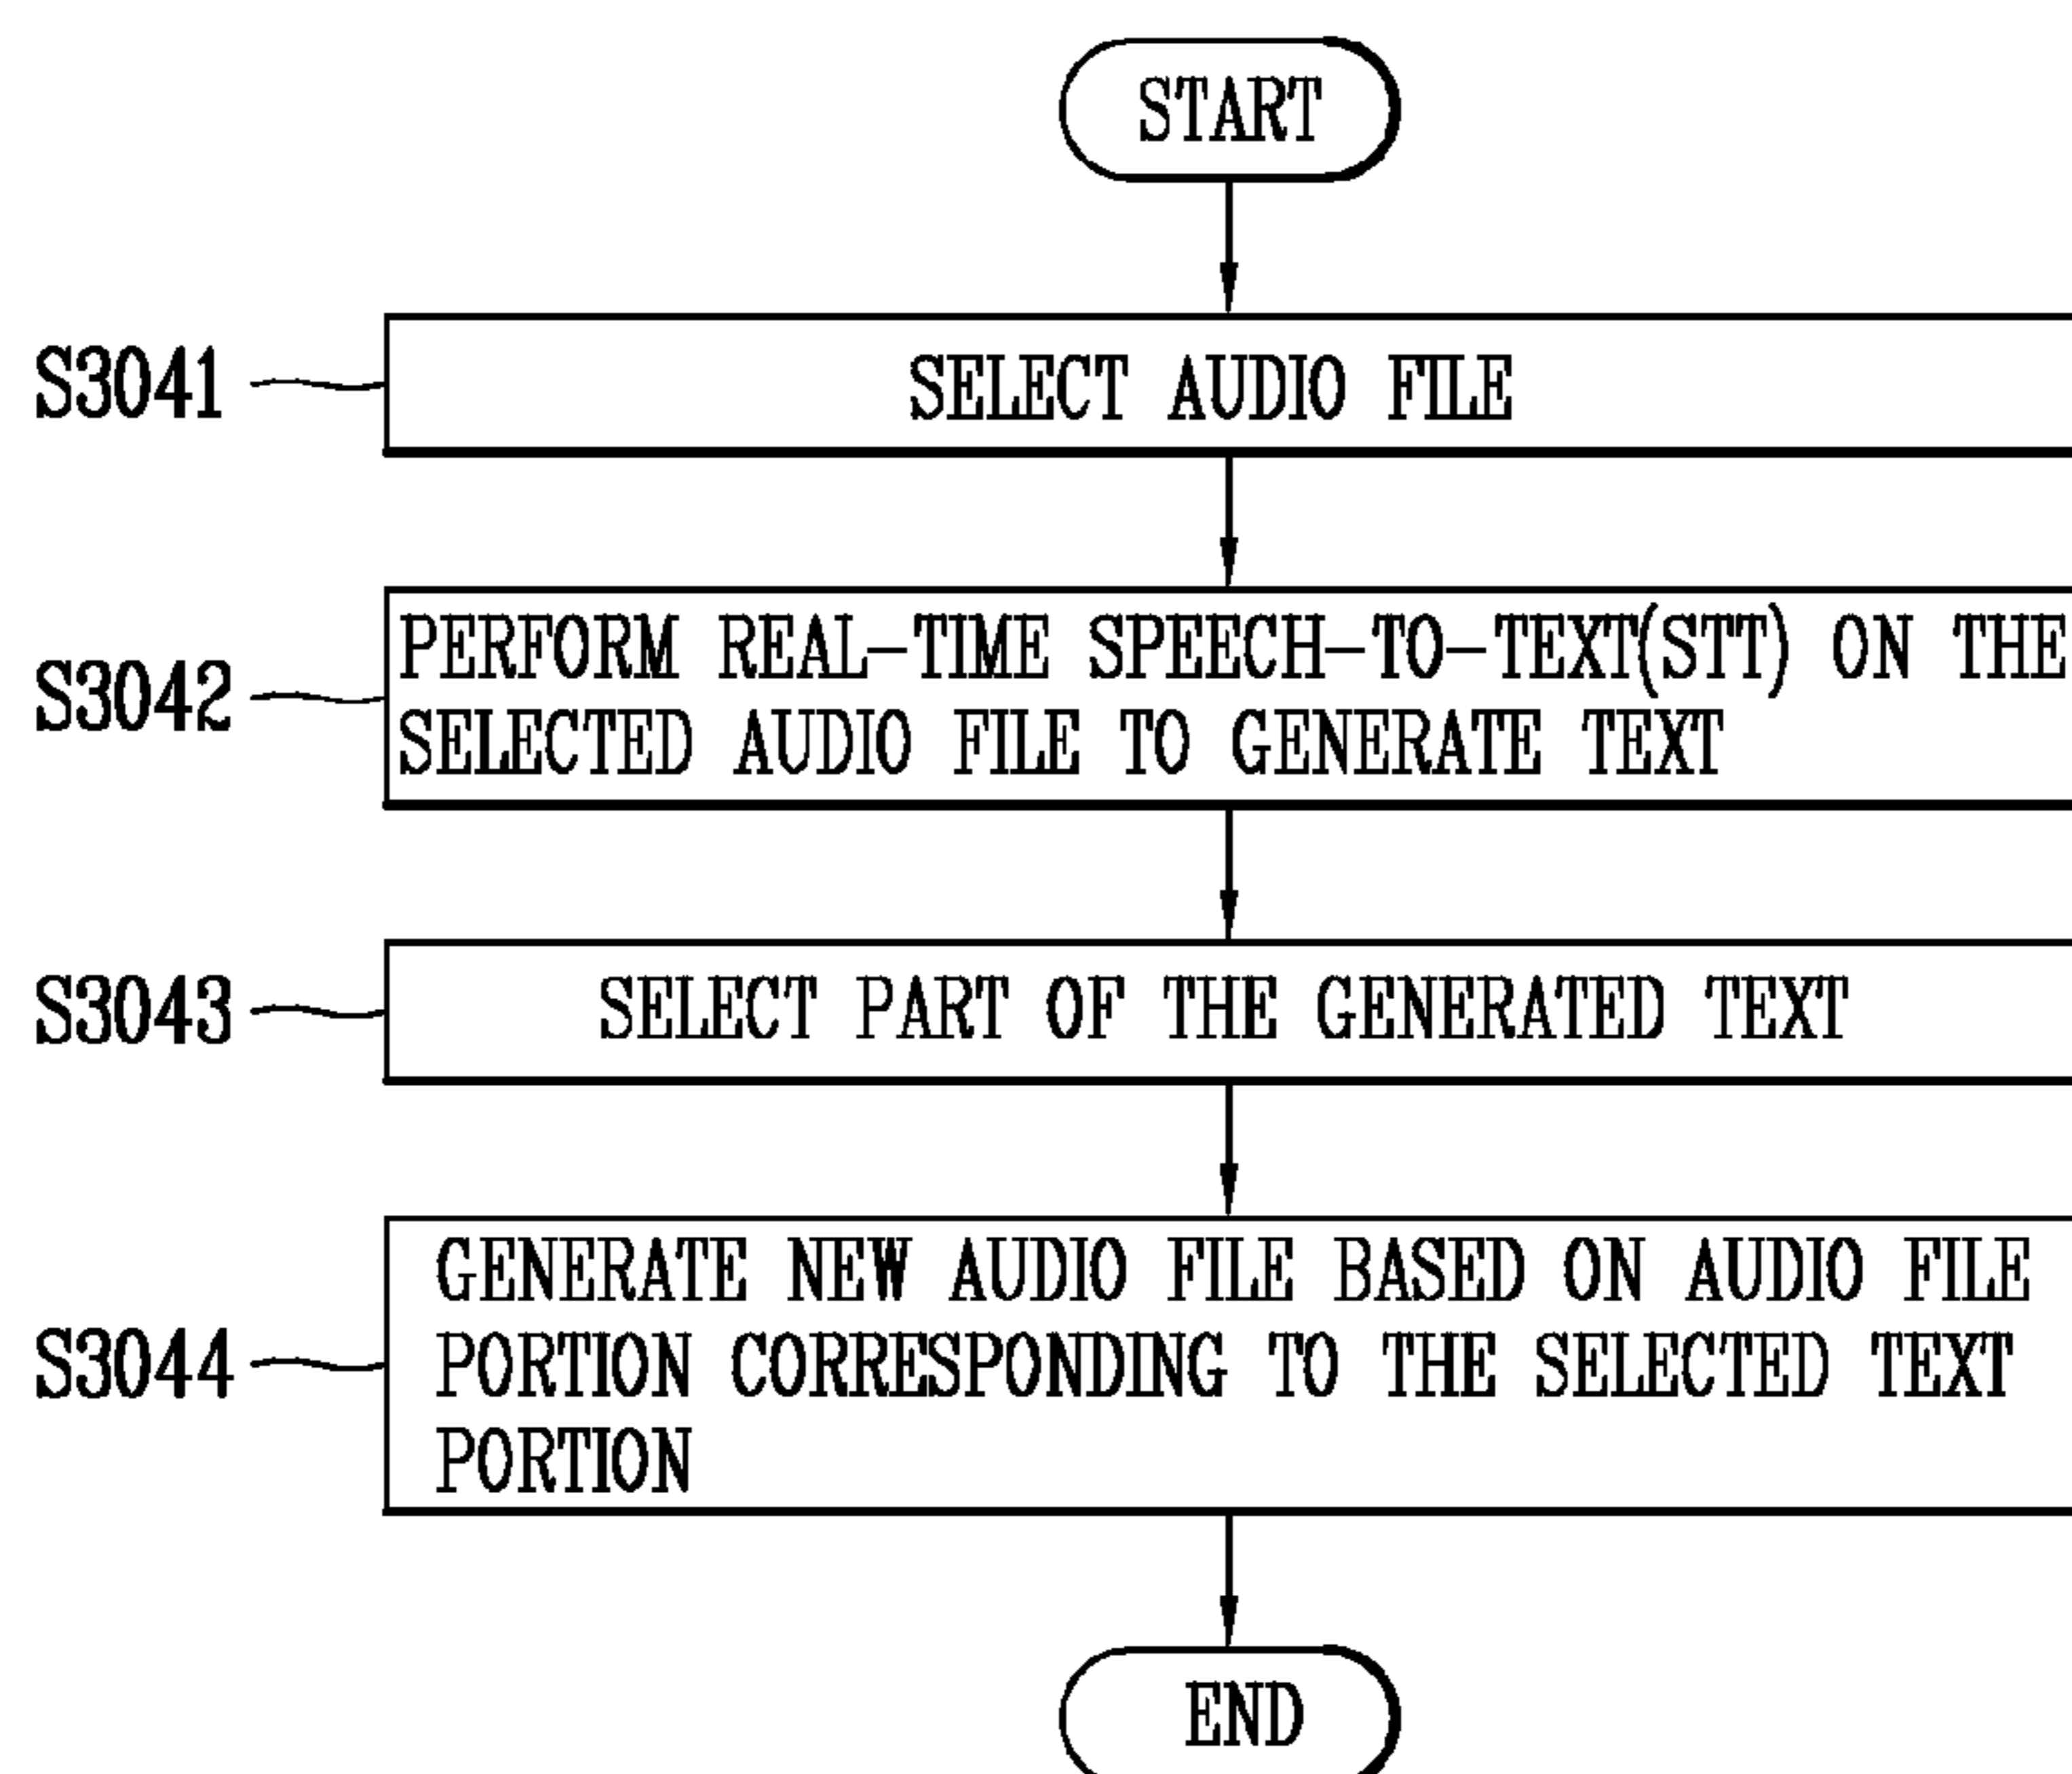 START
S3041
SELECT AUDIO FILE
S3042
PERFORM REAL-TIME SPEECH-TO-TEXT(STT) ON THE
SELECTED AUDIO FILE TO GENERATE TEXT
S3043
SELECT PART OF THE GENERATED TEXT
S3044
GENERATE NEW AUDIO FILE BASED ON AUDIO FILE
PORTION CORRESPONDING TO THE SELECTED TEXT
PORTION
END